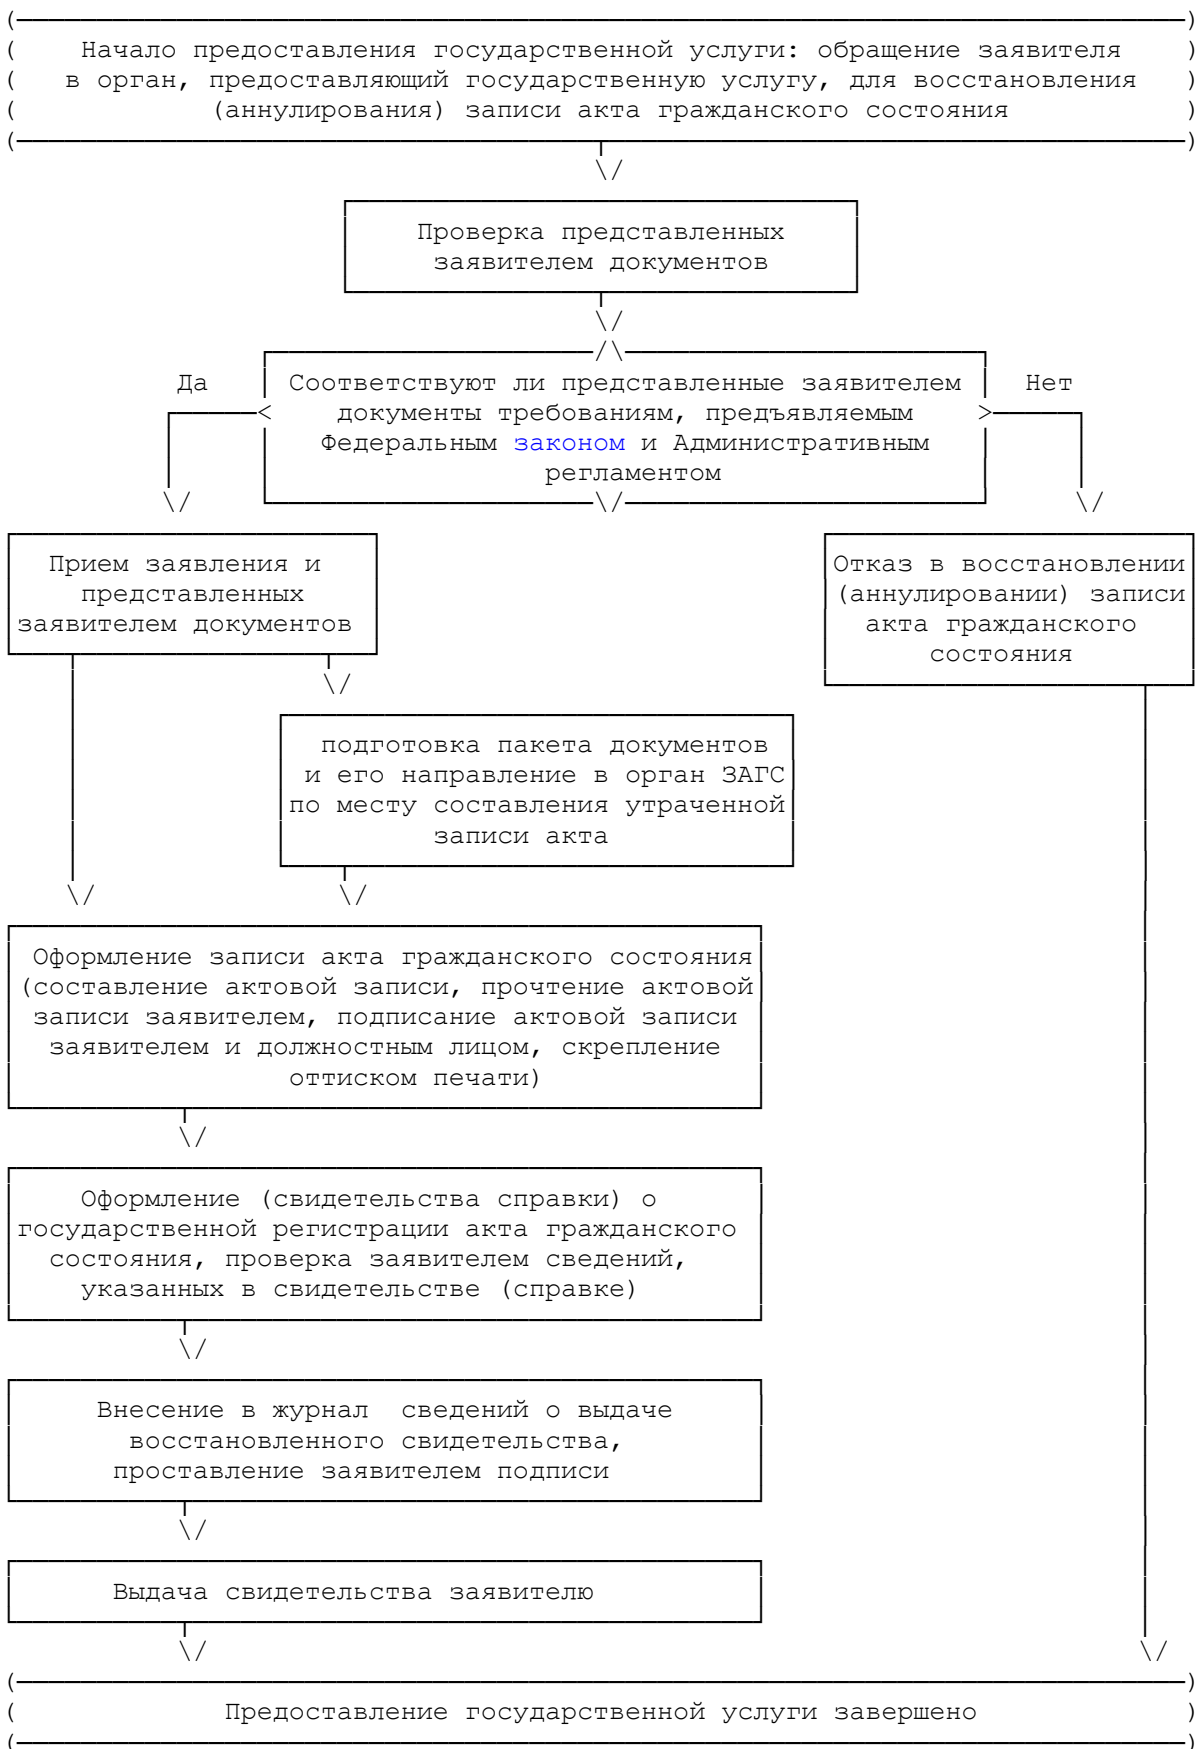 Начало предоставления государственной услуги: обращение заявителя
в орган, предоставляющий государственную услугу, для восстановления
(аннулирования) записи акта гражданского состояния
Проверка представленных
заявителем документов
Да
Соответствуют ли представленные заявителем
Нет
документы требованиям, предъявляемым
Федеральным законом и Административным
регламентом
Прием заявления и
представленных
заявителем документов
Отказ в восстановлении
(аннулировании) записи
акта гражданского
состояния
подготовка пакета документов
и его направление в орган ЗАГС
по месту составления утраченной
записи акта
Оформление записи акта гражданского состояния
(составление актовой записи, прочтение актовой
записи заявителем, подписание актовой записи
заявителем и должностным лицом, скрепление
оттиском печати)
Оформление (свидетельства справки) о
государственной регистрации акта гражданского
состояния, проверка заявителем сведений,
указанных в свидетельстве (справке)
Внесение в журнал  сведений о выдаче
восстановленного свидетельства,
проставление заявителем подписи
Выдача свидетельства заявителю
Предоставление государственной услуги завершено